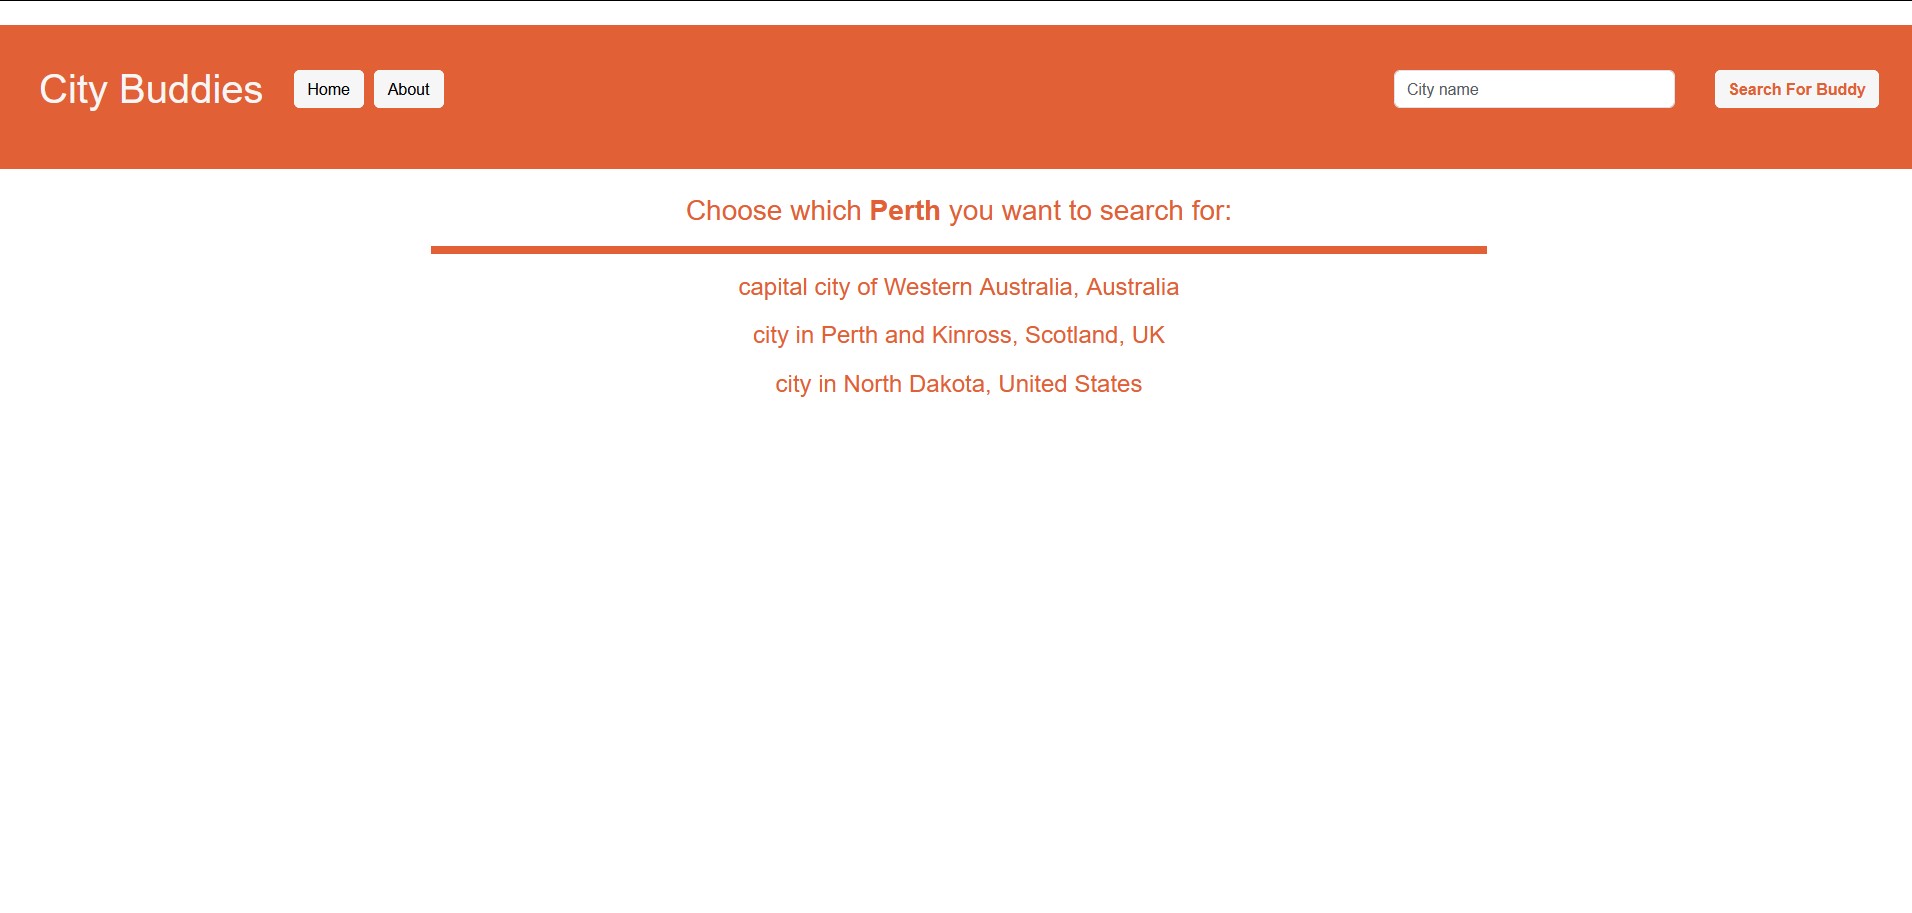 City Buddies Home About City name Search For Buddy
Choose which Perth you want to search for:
capital city of Western Australia, Australia
city in Perth and Kinross, Scotland, UK
city in North Dakota, United States